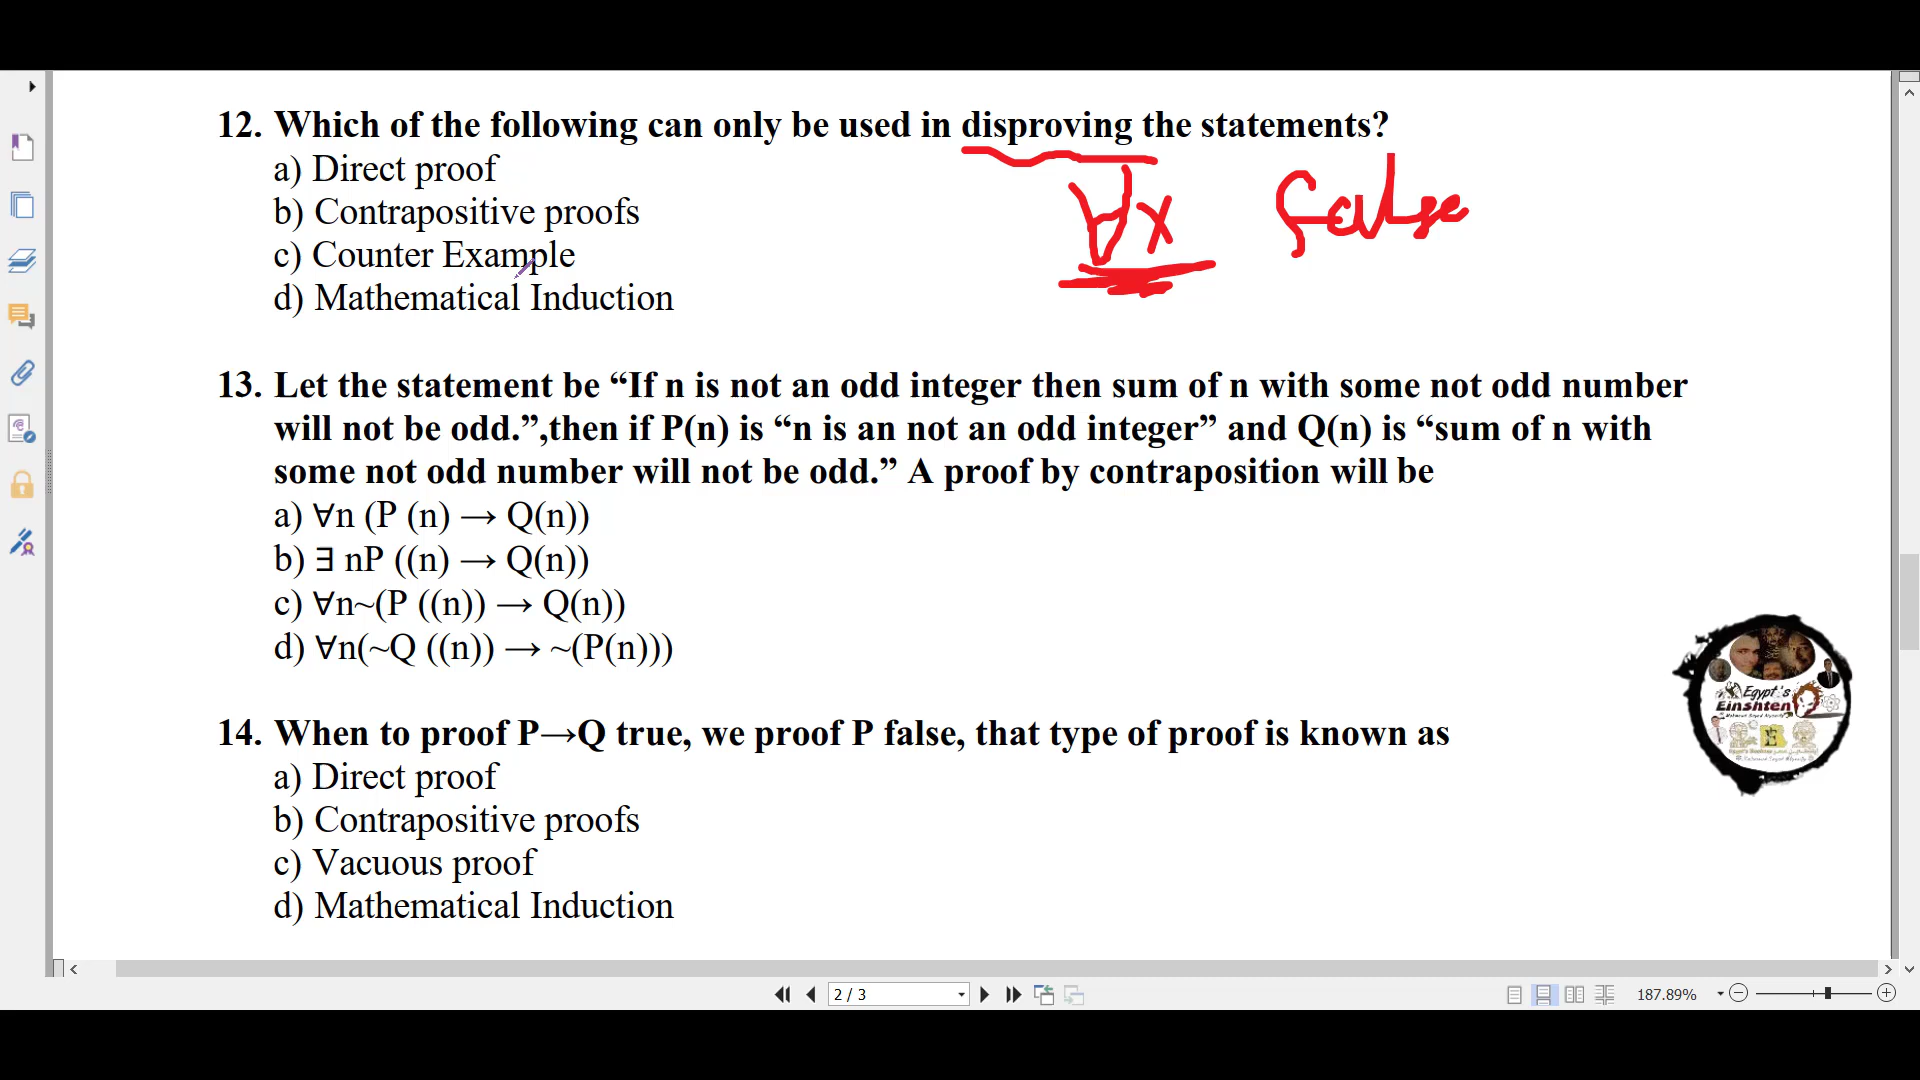 12. Which of the following can only be used in disproving the statements?
a) Direct proof
b) Contrapositive proofs
c) Counter Example
d) Mathematical Induction
∀x false
13. Let the statement be “If n is not an odd integer then sum of n with some not odd number
will not be odd.”,then if P(n) is “n is an not an odd integer” and Q(n) is “sum of n with
some not odd number will not be odd.” A proof by contraposition will be
a) ∀n (P (n) → Q(n))
b) ∃ nP ((n) → Q(n))
c) ∀n~(P ((n)) → Q(n))
d) ∀n(~Q ((n)) → ~(P(n)))
Egypt's
Einshten
14. When to proof P→Q true, we proof P false, that type of proof is known as
a) Direct proof
b) Contrapositive proofs
c) Vacuous proof
d) Mathematical Induction
2 / 3
187.89%